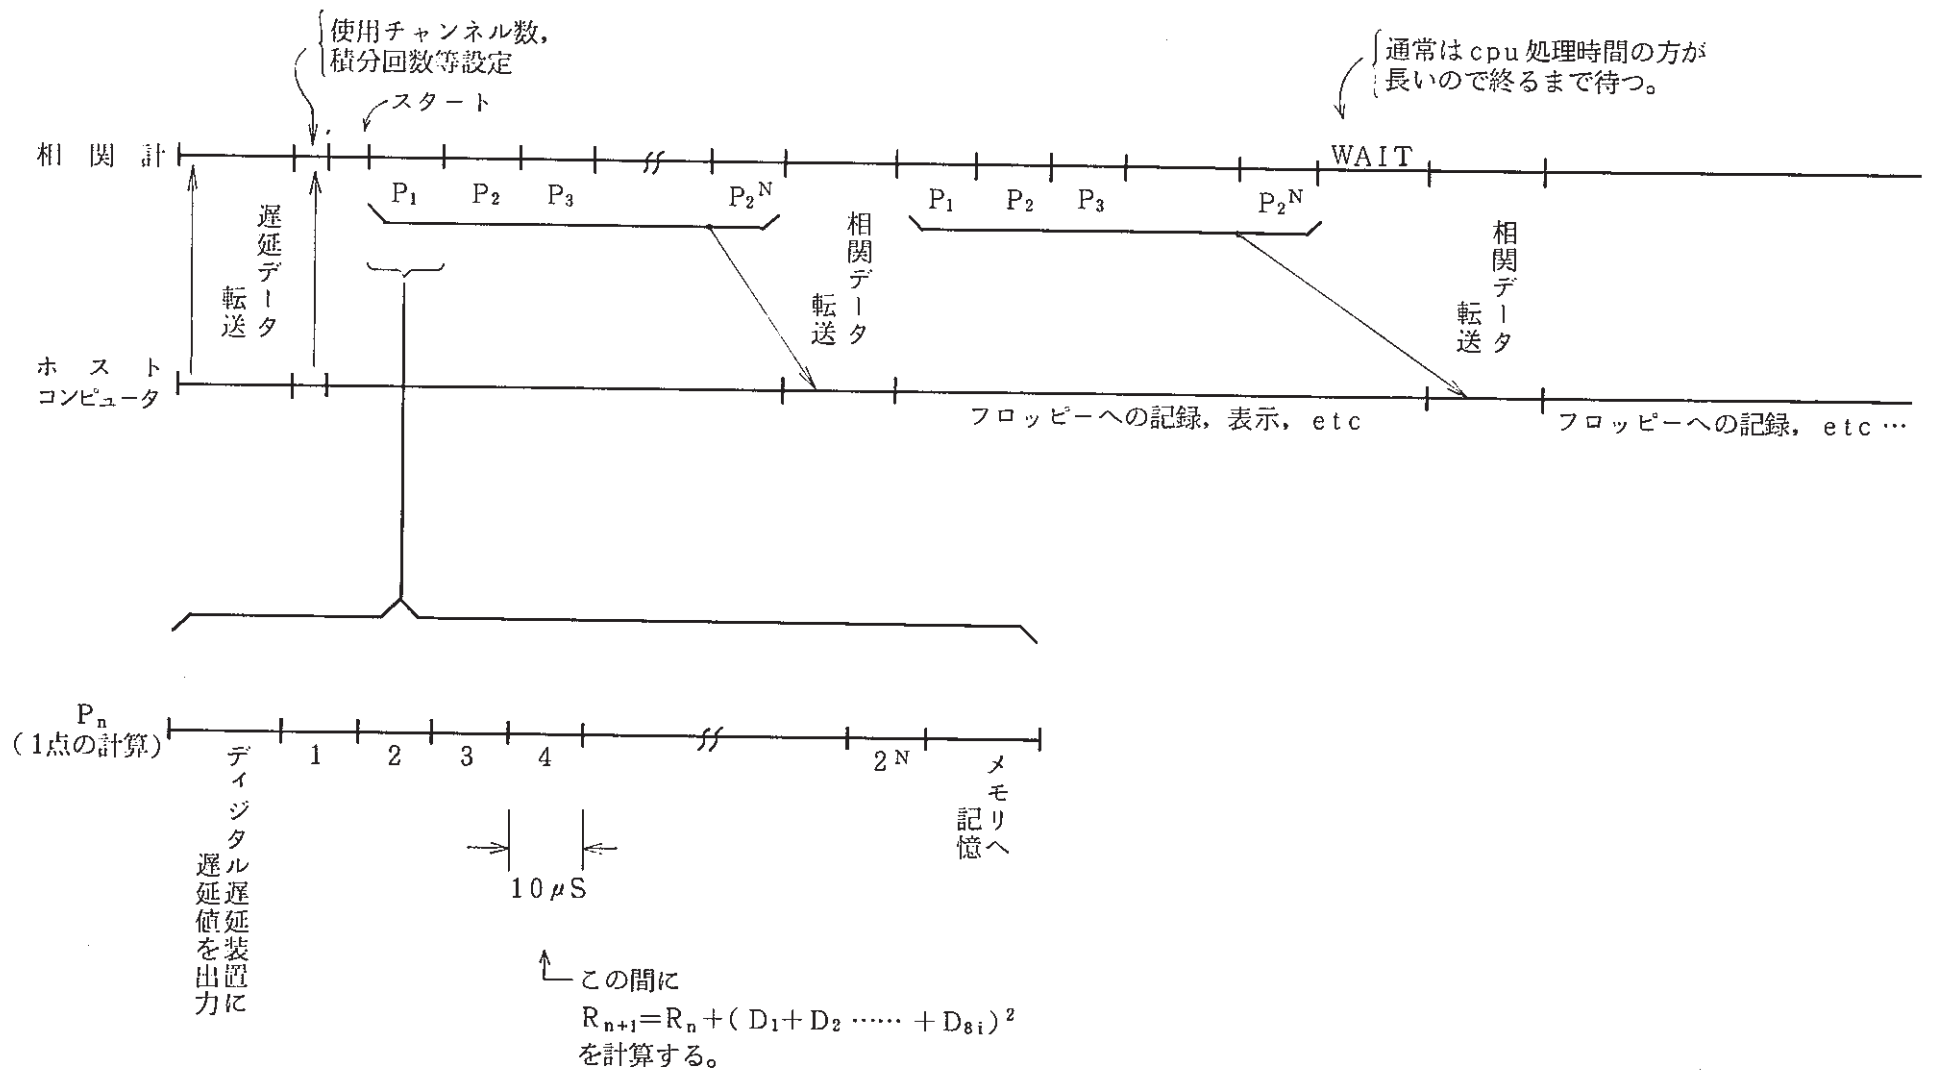 使用チャンネル数,
積分回数等設定
スタート
通常はcpu処理時間の方が
長いので終るまで待つ。
相関計
WAIT
P₁
P₂
P₃
P₂ᴺ
P₁
P₂
P₃
P₂ᴺ
遅延データ
転送
相関データ
転送
相関データ
転送
ホスト
コンピュータ
フロッピーへの記録, 表示, etc
フロッピーへの記録, etc…
Pₙ
(1点の計算)
1
2
3
4
2ᴺ
ディジタル遅延装置に
遅延値を出力
メモリへ
記憶
10μS
この間に
Rₙ₊₁=Rₙ+(D₁+D₂……+D₈ᵢ)²
を計算する。